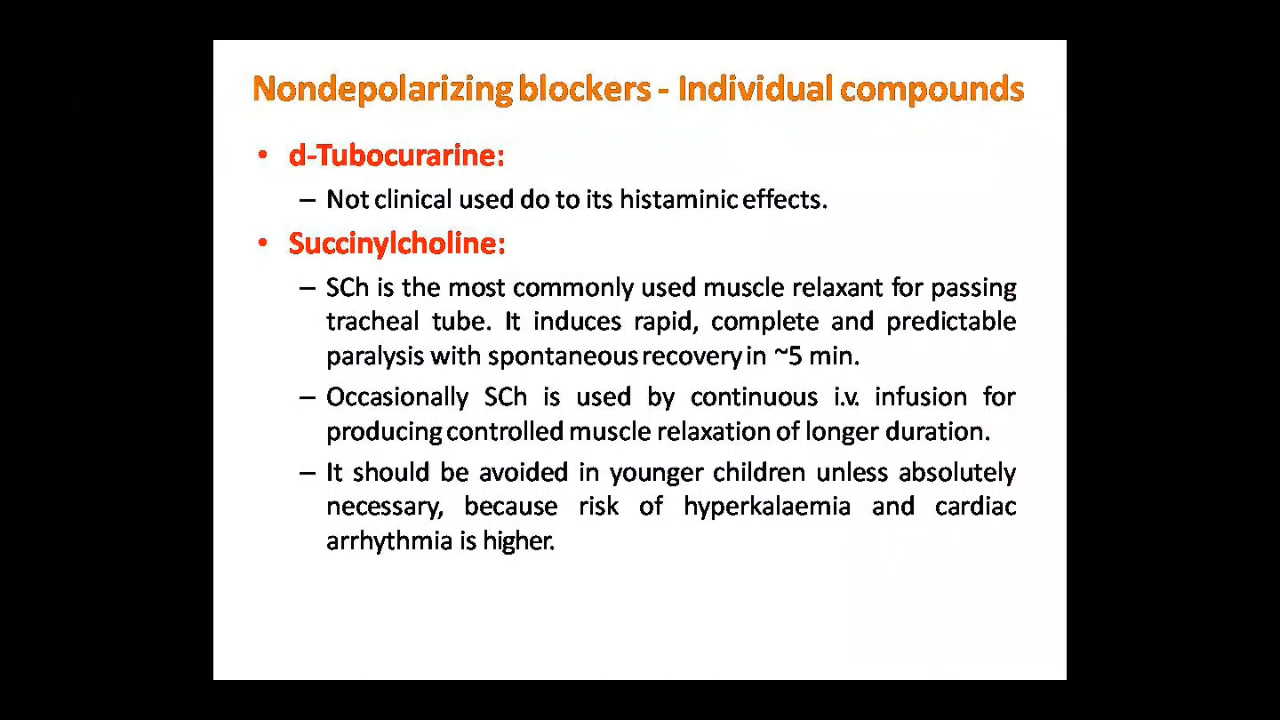 Nondepolarizing blockers - Individual compounds
• d-Tubocurarine:
– Not clinical used do to its histaminic effects.
• Succinylcholine:
– SCh is the most commonly used muscle relaxant for passing
tracheal tube. It induces rapid, complete and predictable
paralysis with spontaneous recovery in ~5 min.
– Occasionally SCh is used by continuous i.v. infusion for
producing controlled muscle relaxation of longer duration.
– It should be avoided in younger children unless absolutely
necessary, because risk of hyperkalaemia and cardiac
arrhythmia is higher.